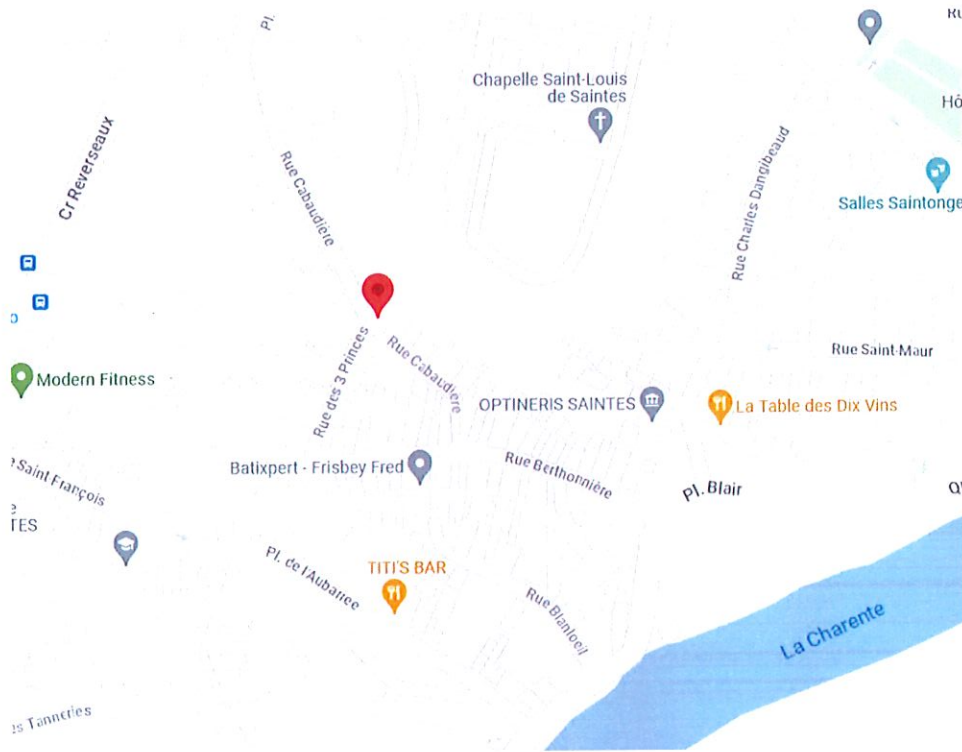 Pl.
Chapelle Saint-Louis
de Saintes
Cr Reverseaux
Rue Cabaudière
Rue Charles Dangibeaud
Salles Saintonge
Rue des 3 Princes
Rue Cabaudière
Rue Saint-Maur
Modern Fitness
OPTINERIS SAINTES
La Table des Dix Vins
Batixpert - Frisbey Fred
Rue Berthonnière
Pl. Blair
Saint François
TES
Pl. de l'Aubarrée
TITI'S BAR
Rue Blanloeil
La Charente
es Tanneries